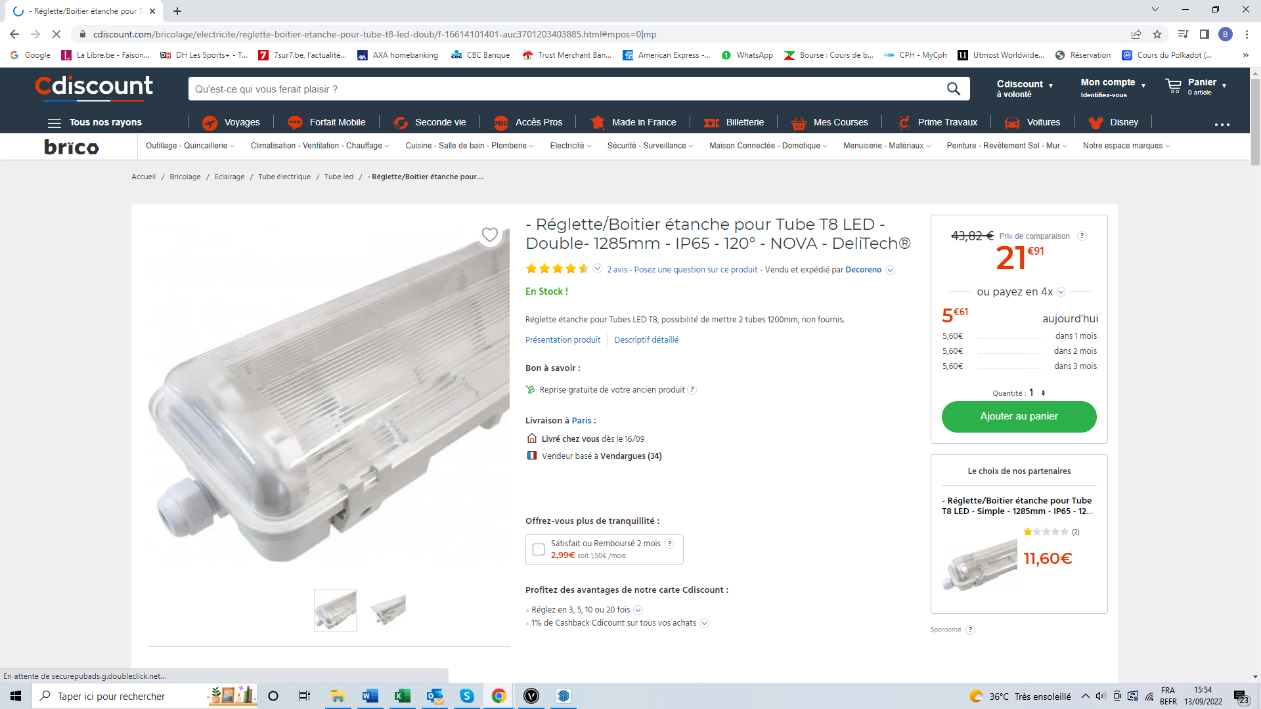 - Réglette/Boitier étanche pour T
cdiscount.com/bricolage/electricite/reglette-boitier-etanche-pour-tube-t8-led-doub/f-16614101401-auc3701203403885.html#mpos=0|mp
B
Google
La Libre.be - Faison...
DH Les Sports+ - T...
7sur7.be, l'actualité...
AXA homebanking
CBC Banque
Trust Merchant Ban...
American Express -...
WhatsApp
Bourse : Cours de b...
CPH - MyCph
Utmost Worldwide...
Réservation
Cours du Polkadot (...
»
Cdiscount
Qu'est-ce qui vous ferait plaisir ?
Cdiscount
à volonté
Mon compte
Identifiez-vous
Panier
0 article
Tous nos rayons
Voyages
Forfait Mobile
Seconde vie
Accès Pros
Made in France
Billetterie
Mes Courses
Prime Travaux
Voitures
Disney
...
brico
Outillage - Quincaillerie
Climatisation - Ventilation - Chauffage
Cuisine - Salle de bain - Plomberie
Electricité
Sécurité - Surveillance
Maison Connectée - Domotique
Menuiserie - Matériaux
Peinture - Revêtement Sol - Mur
Notre espace marques
Accueil / Bricolage / Eclairage / Tube électrique / Tube led / - Réglette/Boitier étanche pour...
- Réglette/Boitier étanche pour Tube T8 LED -
Double- 1285mm - IP65 - 120° - NOVA - DeliTech®
2 avis - Posez une question sur ce produit - Vendu et expédié par Decoreno
En Stock !
Réglette étanche pour Tubes LED T8, possibilité de mettre 2 tubes 1200mm, non fournis.
Présentation produit
Descriptif détaillé
Bon à savoir :
Reprise gratuite de votre ancien produit ?
Livraison à Paris :
Livré chez vous dès le 16/09
Vendeur basé à Vendargues (34)
Offrez-vous plus de tranquillité :
Satisfait ou Remboursé 2 mois ?
2,99€ soit 1,50€ /mois
Profitez des avantages de notre carte Cdiscount :
Réglez en 3, 5, 10 ou 20 fois
1% de Cashback Cdicount sur tous vos achats
43,82 € Prix de comparaison ?
21€91
ou payez en 4x
5€61 aujourd'hui
5,60€ dans 1 mois
5,60€ dans 2 mois
5,60€ dans 3 mois
Quantité : 1
Ajouter au panier
Le choix de nos partenaires
- Réglette/Boitier étanche pour Tube
T8 LED - Simple - 1285mm - IP65 - 12...
(2)
11,60€
Sponsorisé ?
En attente de securepubads.g.doubleclick.net...
Taper ici pour rechercher
36°C Très ensoleillé
FRA
BEFR
15:54
13/09/2022
23